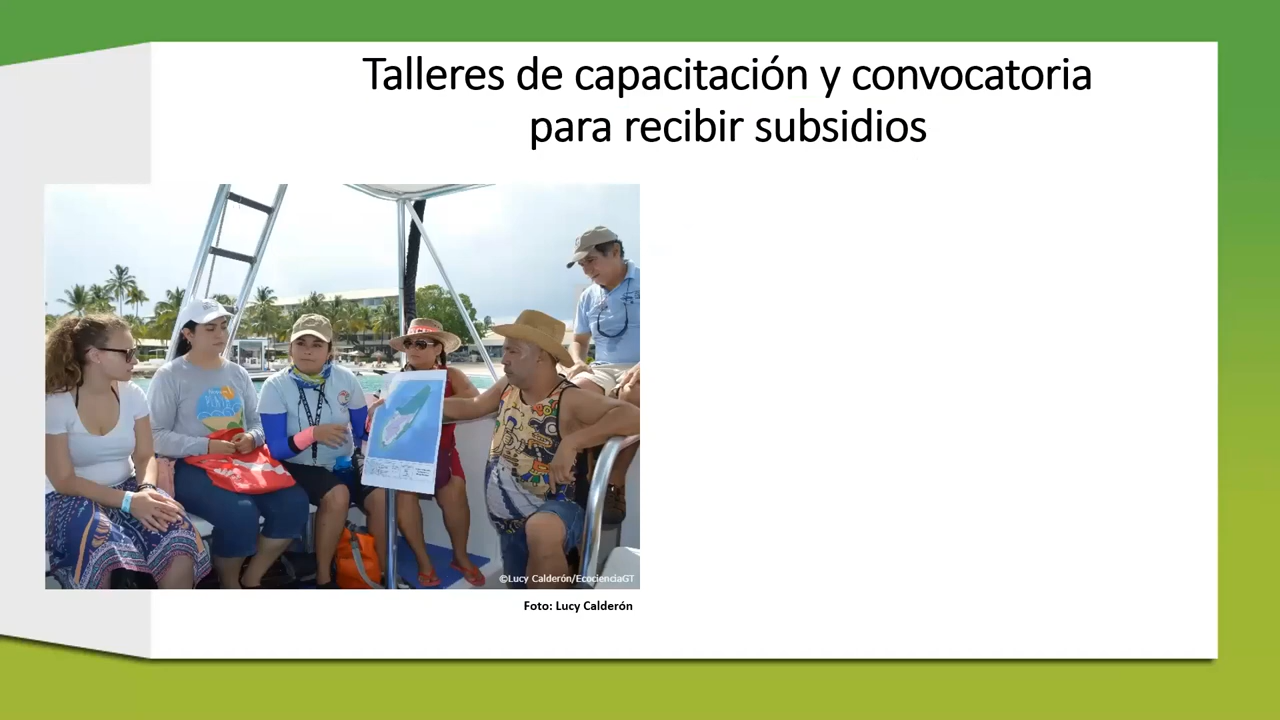 Talleres de capacitación y convocatoria
para recibir subsidios
©Lucy Calderón/EcocienciaGT
Foto: Lucy Calderón